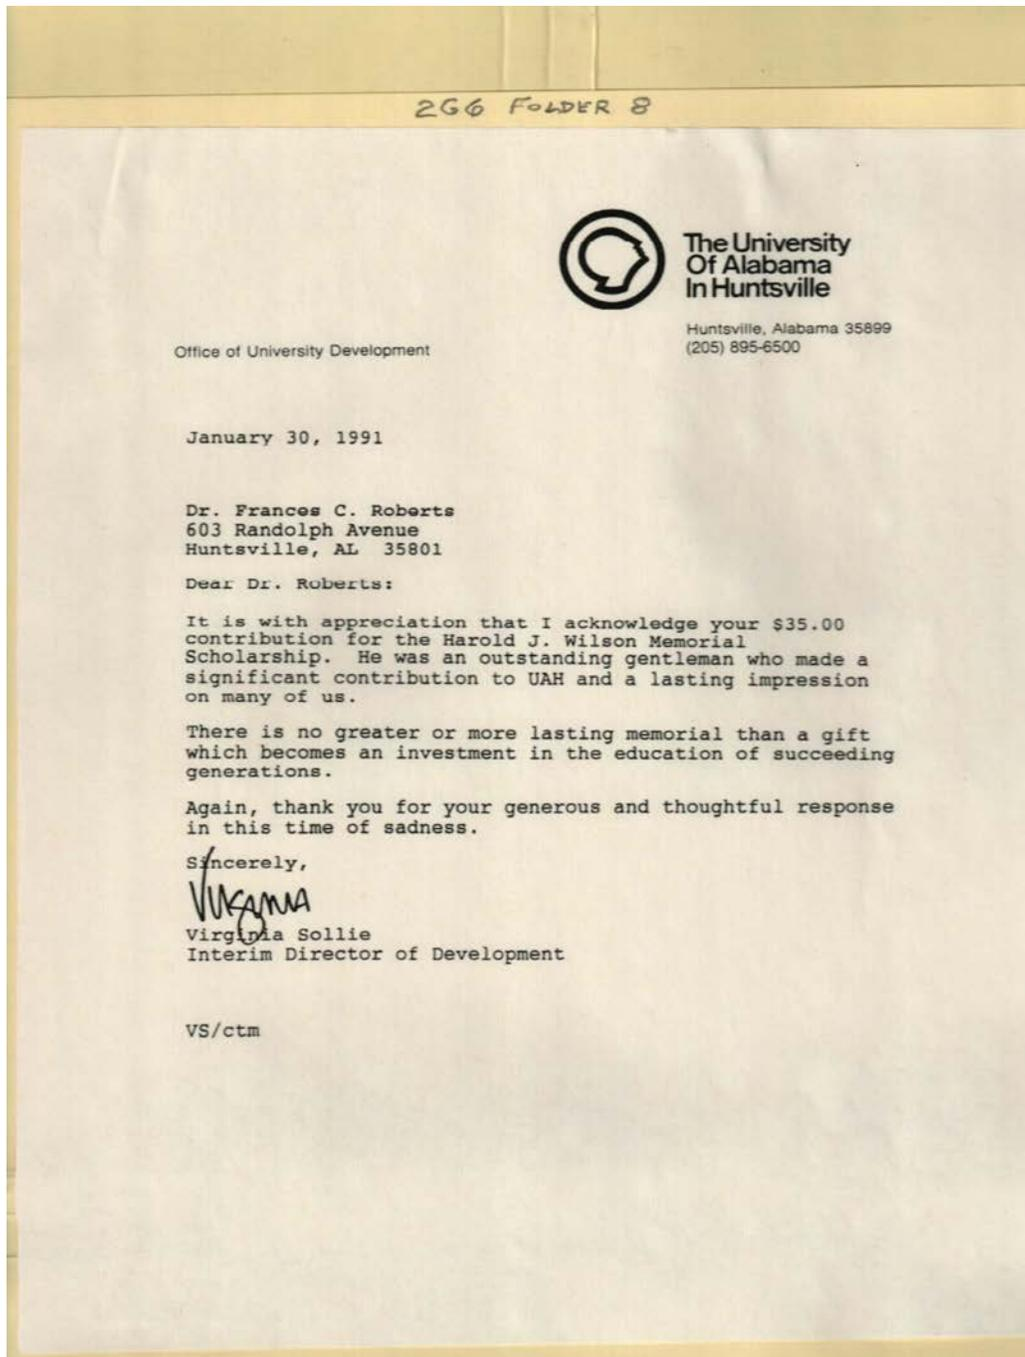 2G6 FOLDER 8
The University
Of Alabama
In Huntsville
Huntsville, Alabama 35899
(205) 895-6500
Office of University Development
January 30, 1991
Dr. Frances C. Roberts
603 Randolph Avenue
Huntsville, AL 35801
Dear Dr. Roberts:
It is with appreciation that I acknowledge your $35.00
contribution for the Harold J. Wilson Memorial
Scholarship. He was an outstanding gentleman who made a
significant contribution to UAH and a lasting impression
on many of us.
There is no greater or more lasting memorial than a gift
which becomes an investment in the education of succeeding
generations.
Again, thank you for your generous and thoughtful response
in this time of sadness.
Sincerely,
Virginia
Virginia Sollie
Interim Director of Development
VS/ctm